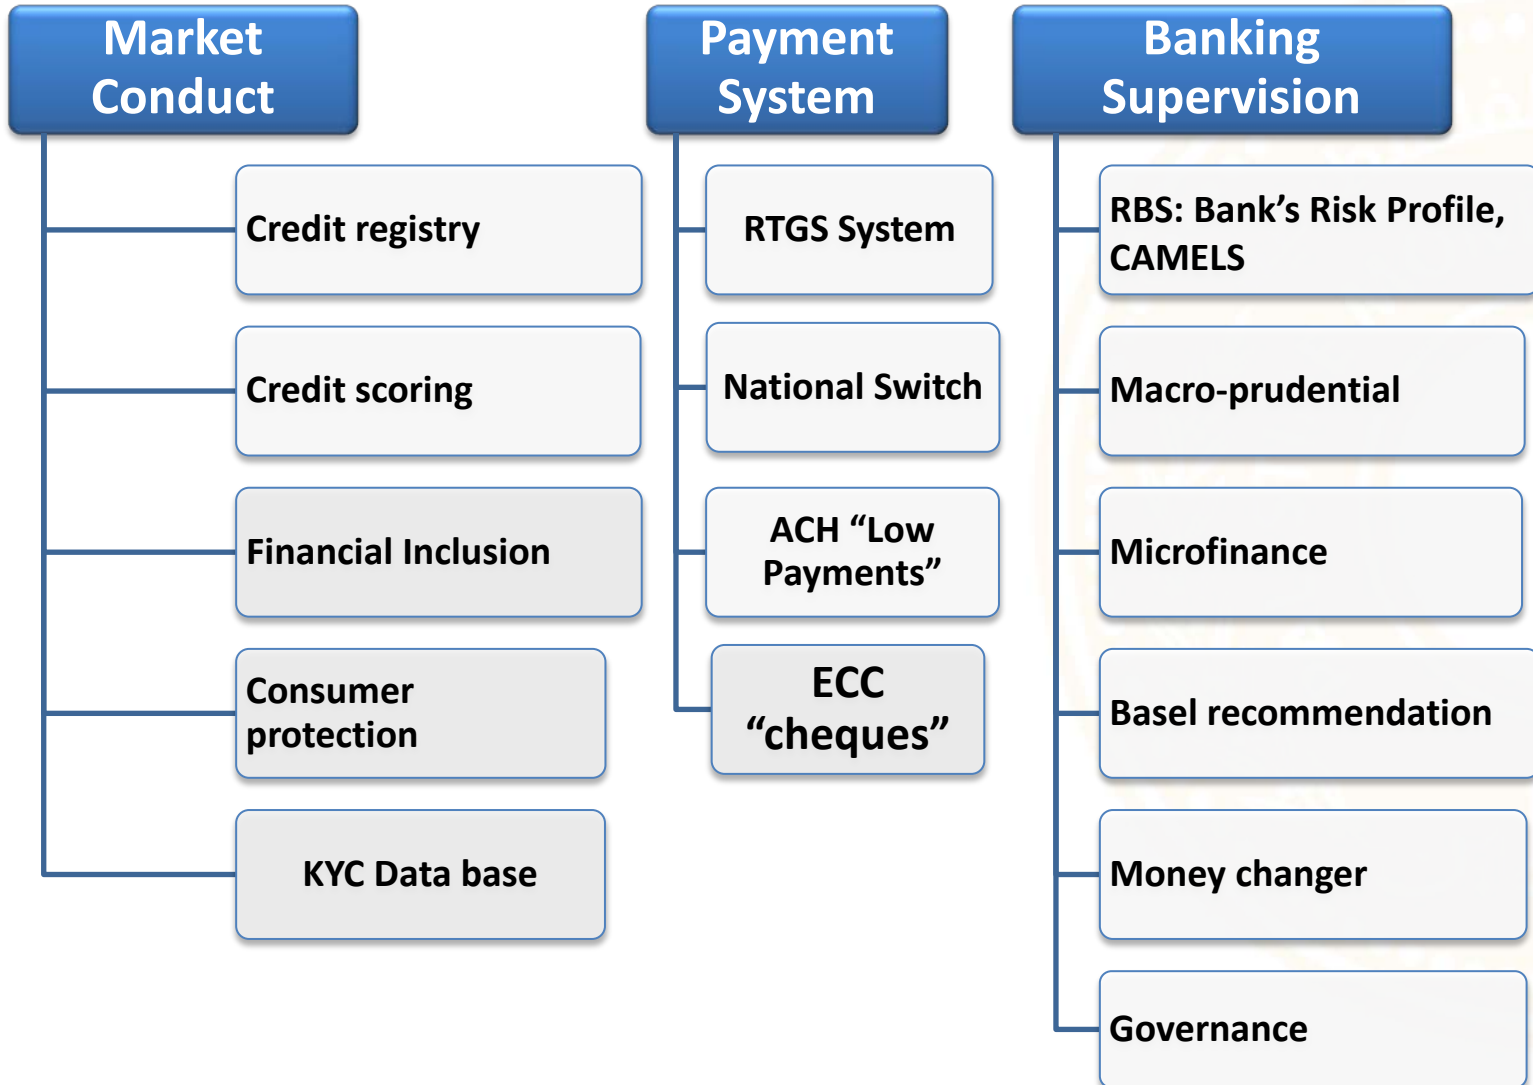 Market
Conduct
Credit registry
Credit scoring
Financial Inclusion
Consumer
protection
KYC Data base
Payment
System
RTGS System
National Switch
ACH “Low
Payments”
ECC
“cheques”
Banking
Supervision
RBS: Bank’s Risk Profile,
CAMELS
Macro-prudential
Microfinance
Basel recommendation
Money changer
Governance